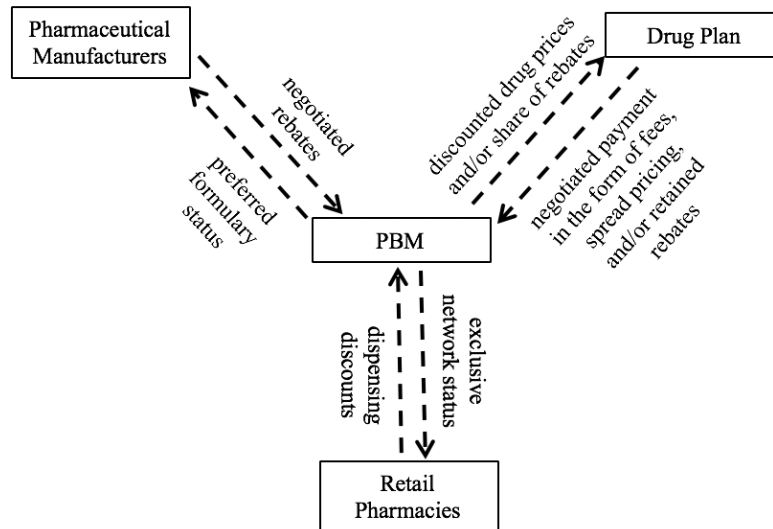 Pharmaceutical
Manufacturers
Drug Plan
negotiated
rebates
preferred
formulary
status
discounted drug prices
and/or share of rebates
negotiated payment
in the form of fees,
spread pricing,
and/or retained
rebates
PBM
dispensing
discounts
exclusive
network status
Retail
Pharmacies